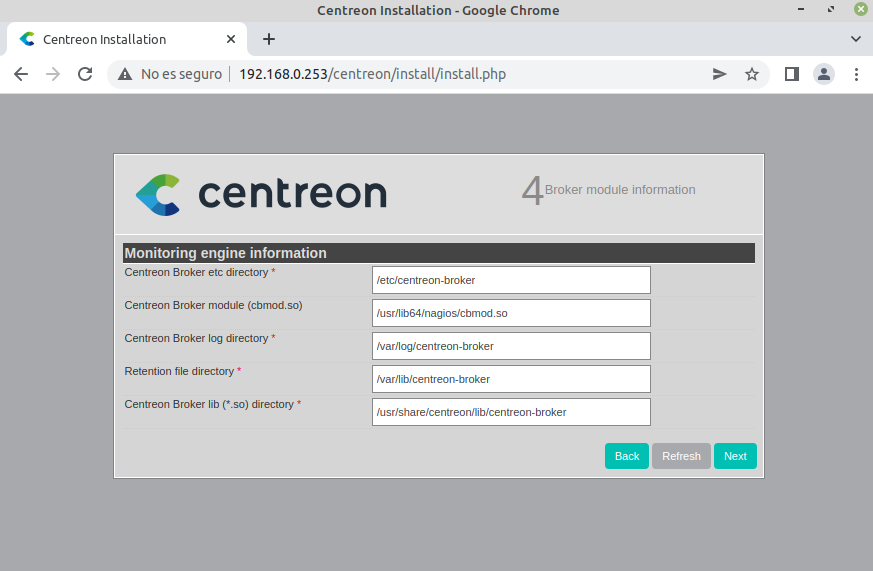 Centreon Installation - Google Chrome
Centreon Installation
No es seguro 192.168.0.253/centreon/install/install.php
centreon
4 Broker module information
Monitoring engine information
Centreon Broker etc directory * /etc/centreon-broker
Centreon Broker module (cbmod.so) /usr/lib64/nagios/cbmod.so
Centreon Broker log directory * /var/log/centreon-broker
Retention file directory * /var/lib/centreon-broker
Centreon Broker lib (*.so) directory * /usr/share/centreon/lib/centreon-broker
Back Refresh Next